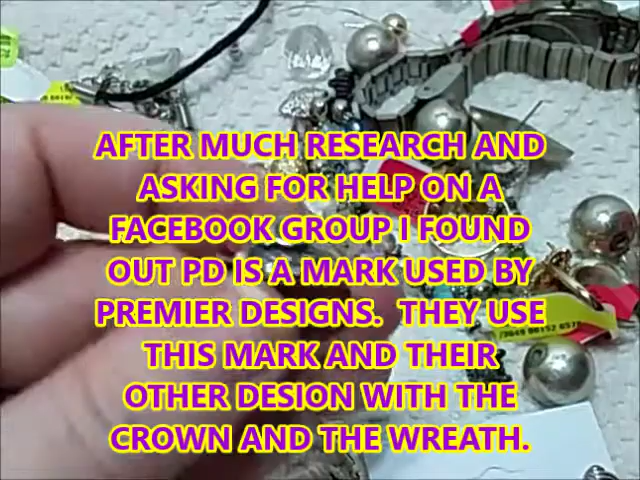 AFTER MUCH RESEARCH AND
ASKING FOR HELP ON A
FACEBOOK GROUP I FOUND
OUT PD IS A MARK USED BY
PREMIER DESIGNS. THEY USE
THIS MARK AND THEIR
OTHER DESION WITH THE
CROWN AND THE WREATH.